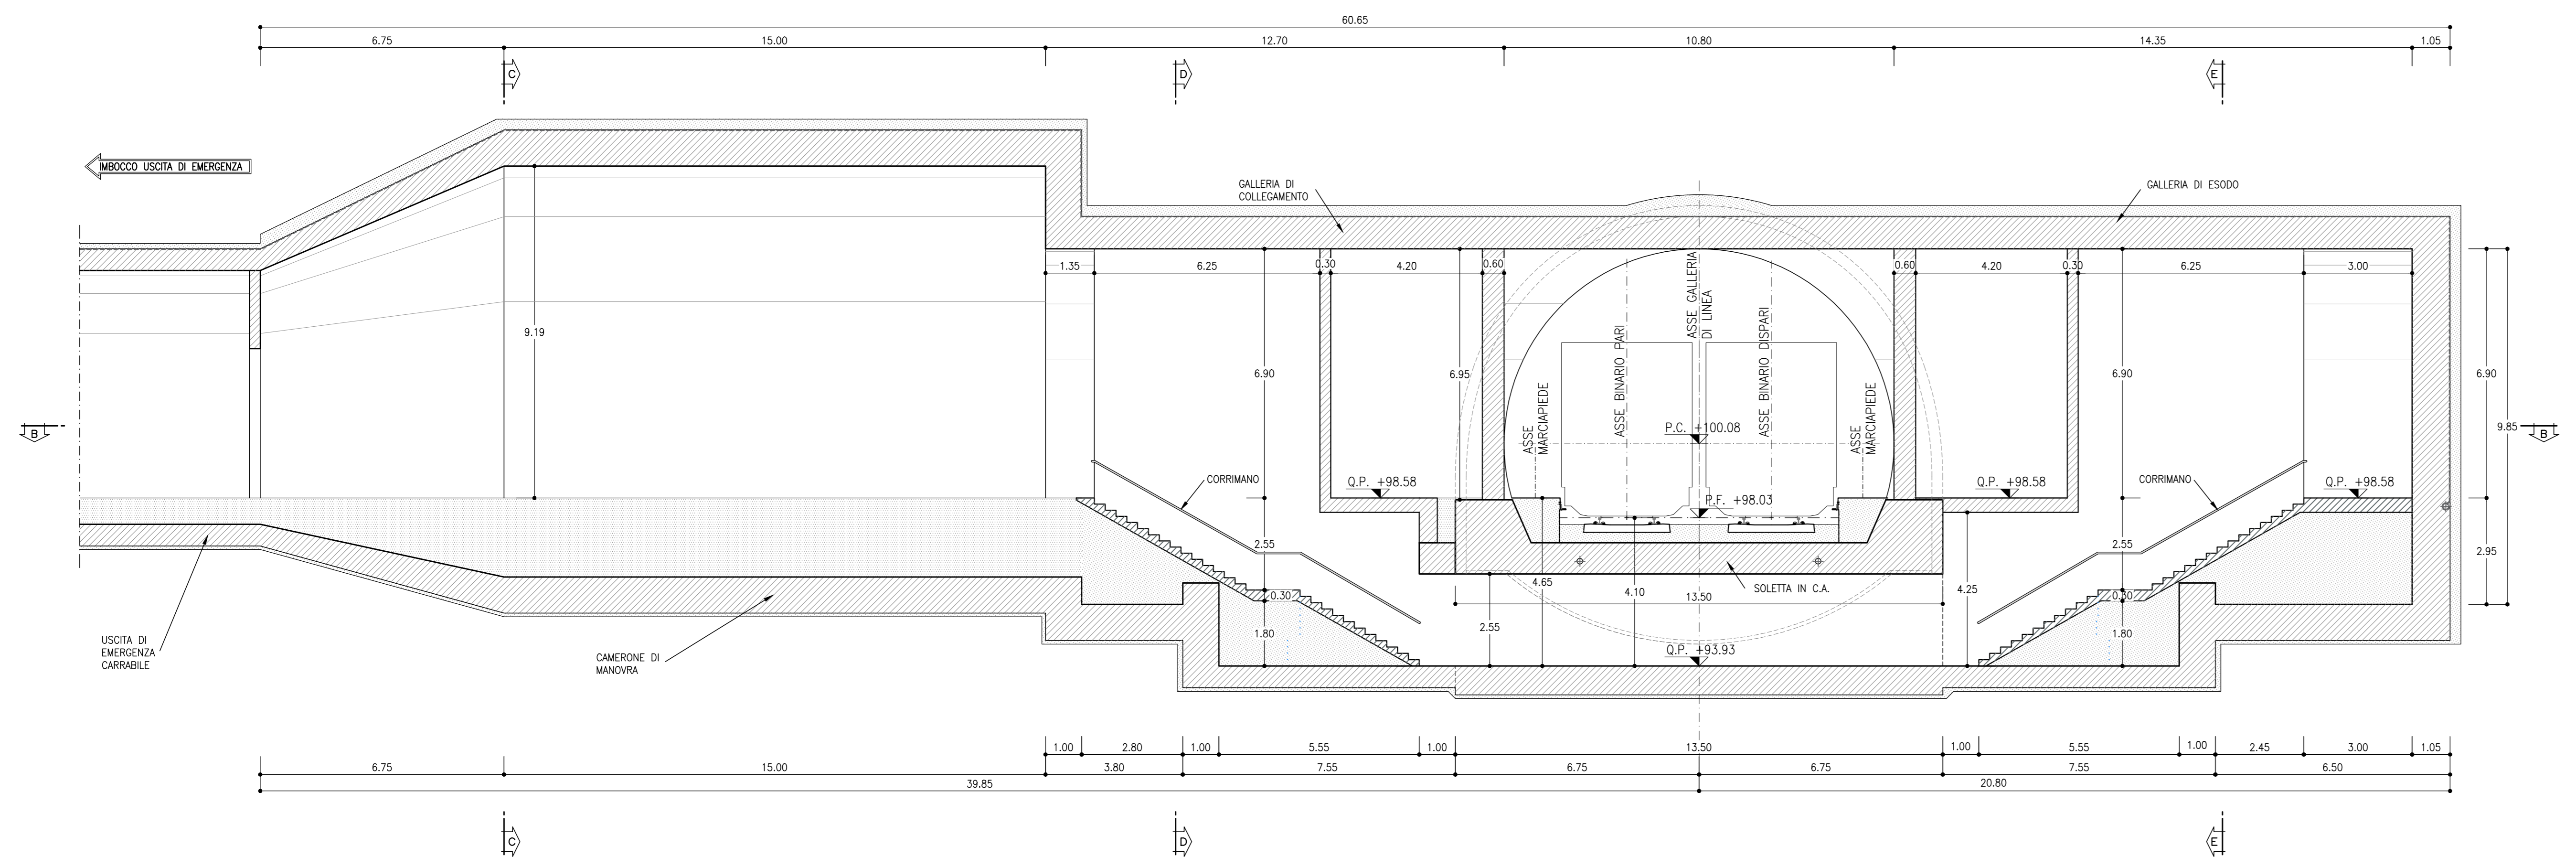 60.65
6.75 15.00 12.70 10.80 14.35 1.05
C D E
IMBOCCO USCITA DI EMERGENZA
GALLERIA DI
COLLEGAMENTO
GALLERIA DI ESODO
1.35 6.25 0.30 4.20 0.60 0.60 4.20 0.30 6.25 3.00
ASSE GALLERIA
DI LINEA
ASSE BINARIO PARI
ASSE BINARIO DISPARI
ASSE
MARCIAPIEDE
ASSE
MARCIAPIEDE
9.19
6.90
6.95
6.90
6.90
9.85
B
B
P.C. +100.08
CORRIMANO
Q.P. +98.58
P.F. +98.03
Q.P. +98.58
CORRIMANO
Q.P. +98.58
2.55
2.55
2.95
4.65
4.10
SOLETTA IN C.A.
4.25
0.30
13.50
0.30
1.80
2.55
1.80
Q.P. +93.93
USCITA DI
EMERGENZA
CARRABILE
CAMERONE DI
MANOVRA
1.00 2.80 1.00 5.55 1.00 13.50 1.00 5.55 1.00 2.45 3.00 1.05
6.75 15.00 3.80 7.55 6.75 6.75 7.55 6.50
39.85 20.80
C D E